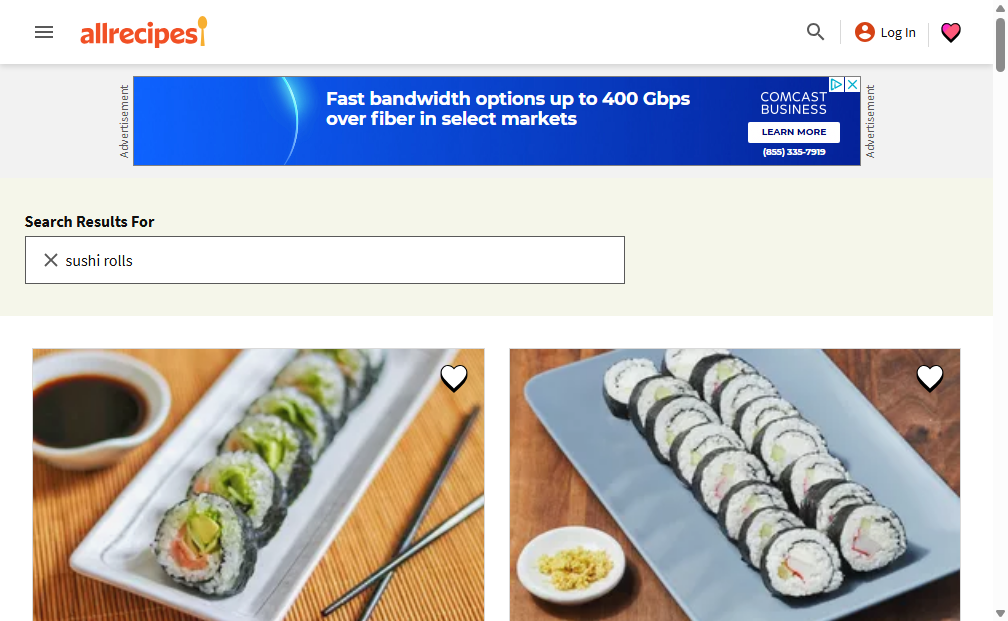 allrecipes
Log In
Advertisement
Fast bandwidth options up to 400 Gbps
over fiber in select markets
COMCAST
BUSINESS
LEARN MORE
(855) 335-7919
Advertisement
Search Results For
sushi rolls